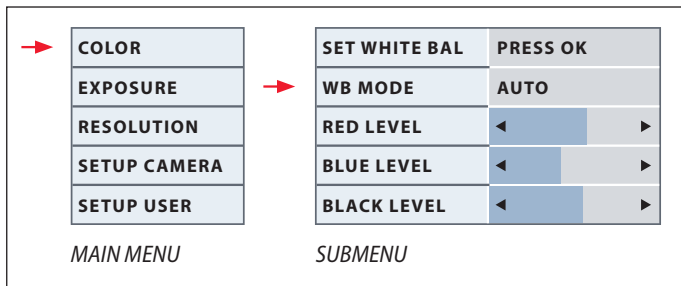 COLOR
EXPOSURE
RESOLUTION
SETUP CAMERA
SETUP USER
MAIN MENU
SET WHITE BAL PRESS OK
WB MODE AUTO
RED LEVEL
BLUE LEVEL
BLACK LEVEL
SUBMENU